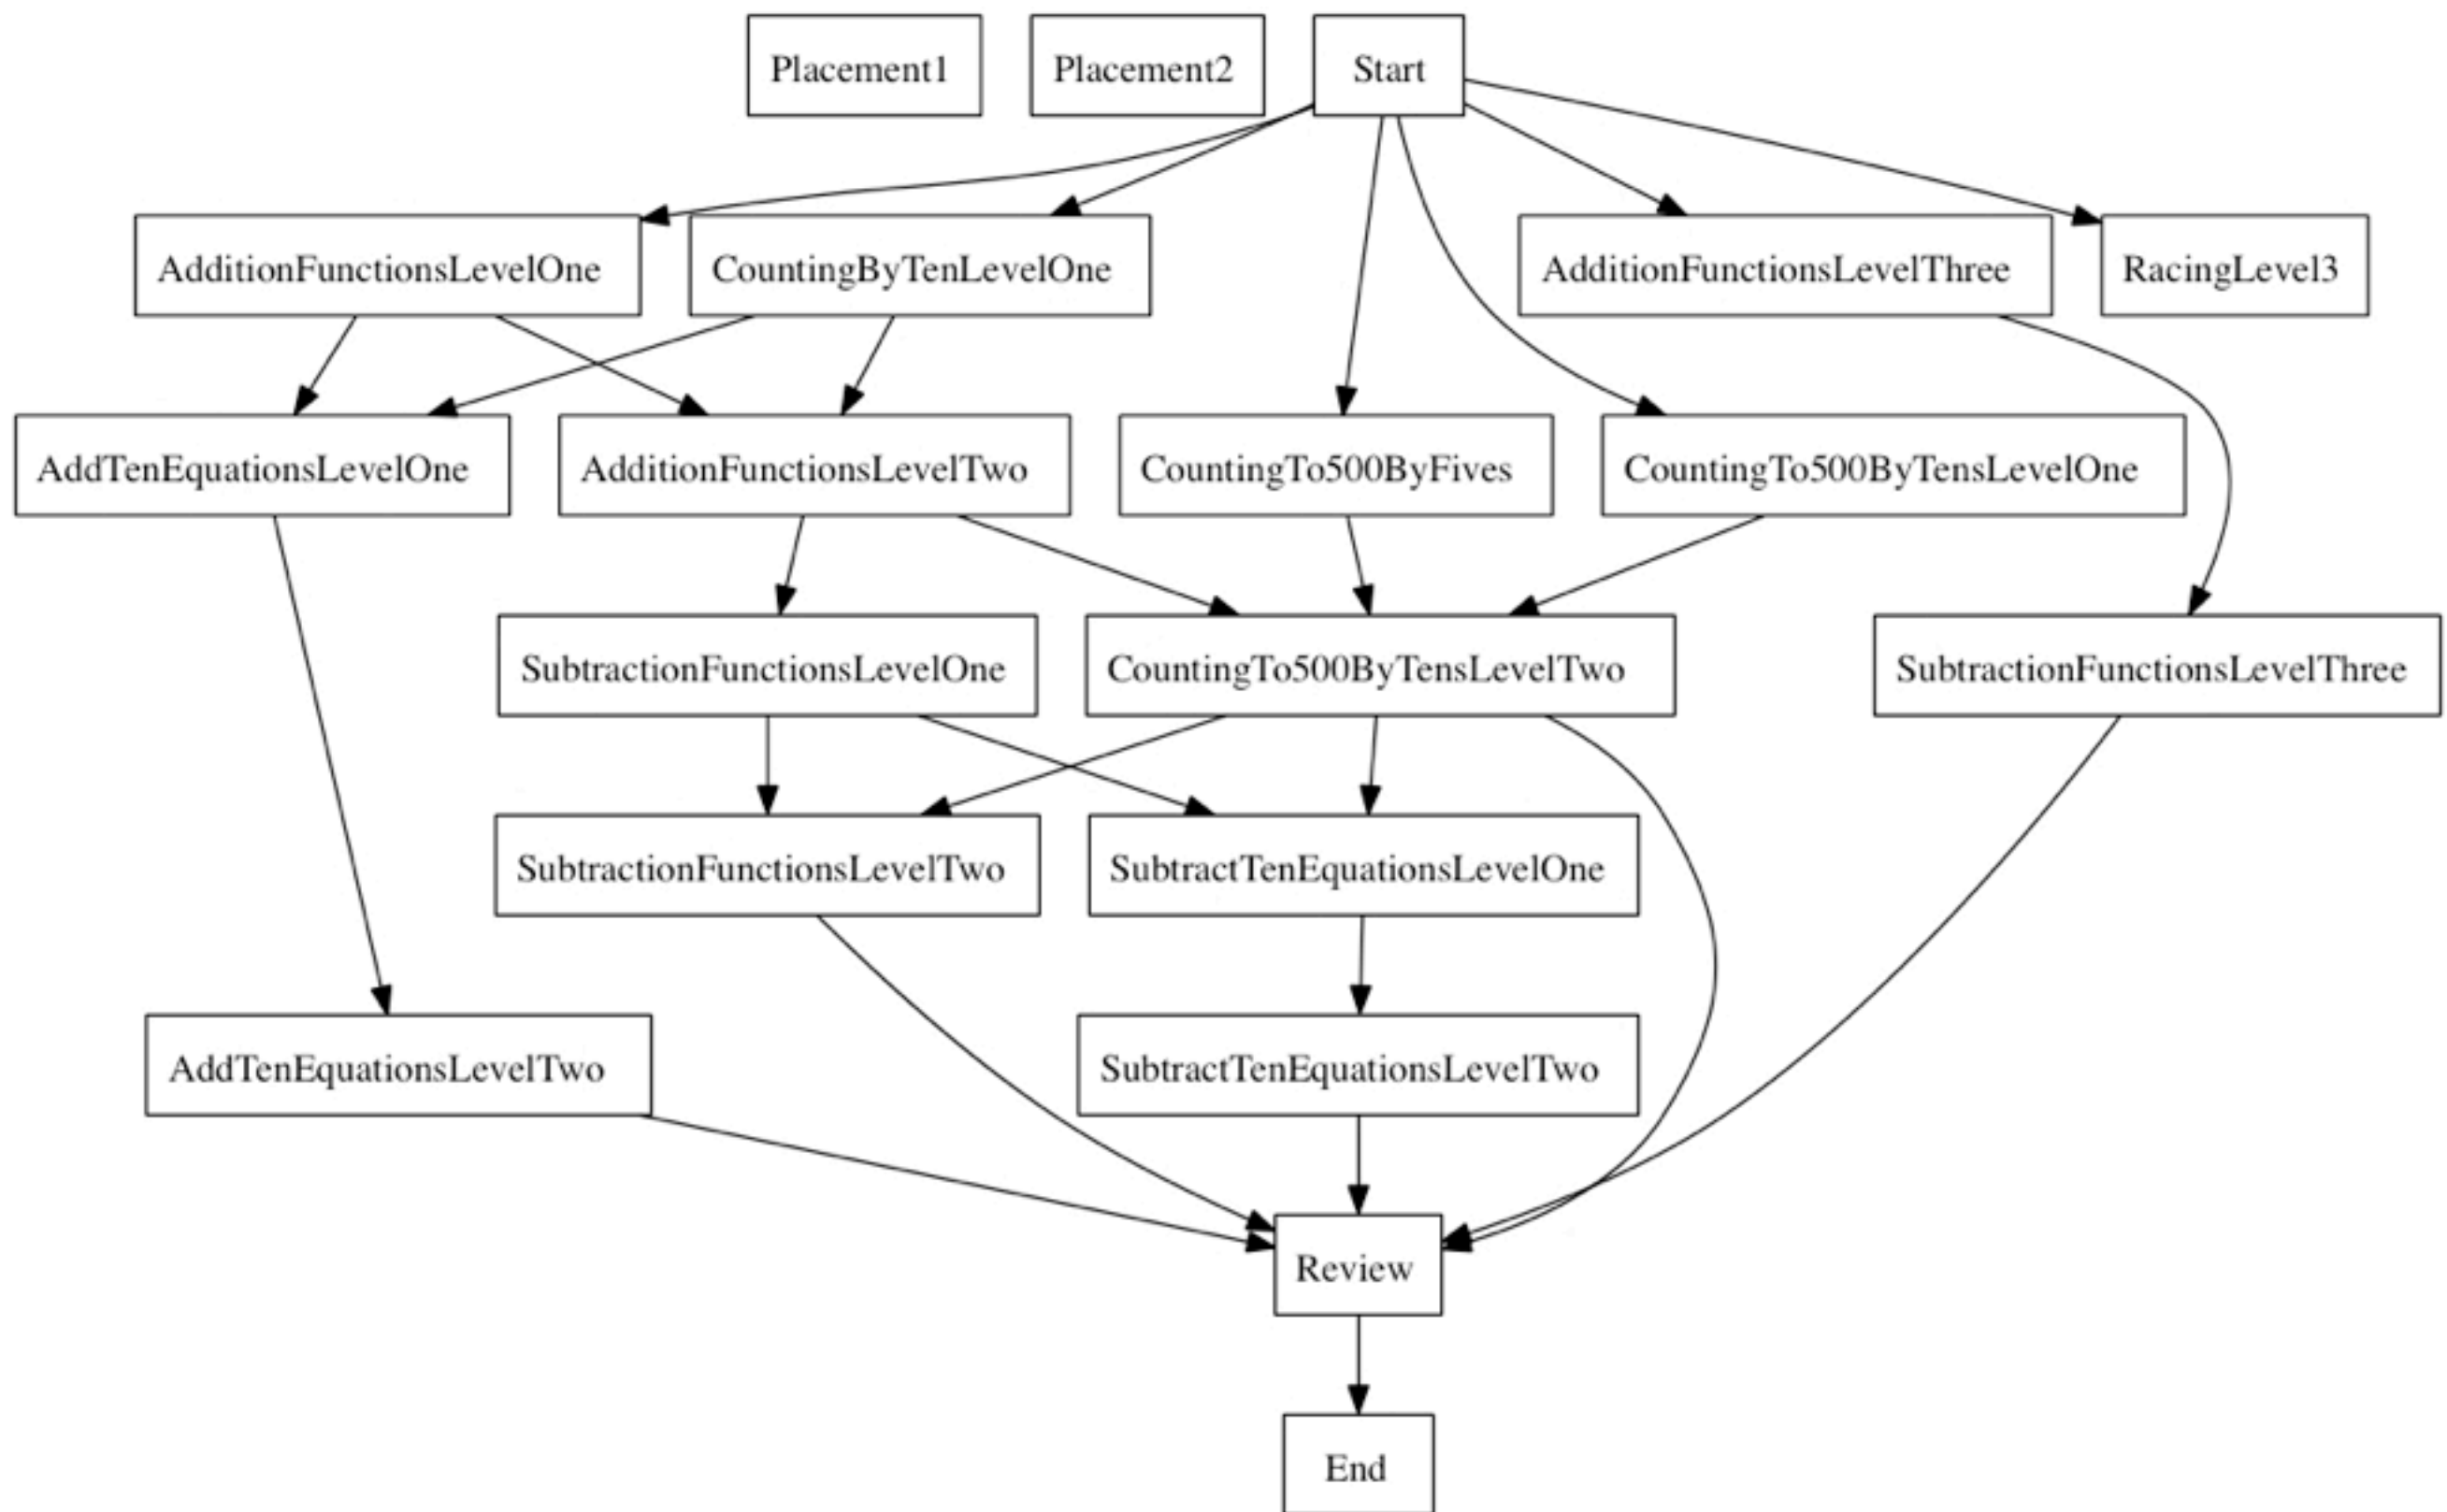 Placement1
Placement2
Start
AdditionFunctionsLevelOne
CountingByTenLevelOne
AdditionFunctionsLevelThree
RacingLevel3
AddTenEquationsLevelOne
AdditionFunctionsLevelTwo
CountingTo500ByFives
CountingTo500ByTensLevelOne
SubtractionFunctionsLevelOne
CountingTo500ByTensLevelTwo
SubtractionFunctionsLevelThree
SubtractionFunctionsLevelTwo
SubtractTenEquationsLevelOne
AddTenEquationsLevelTwo
SubtractTenEquationsLevelTwo
Review
End